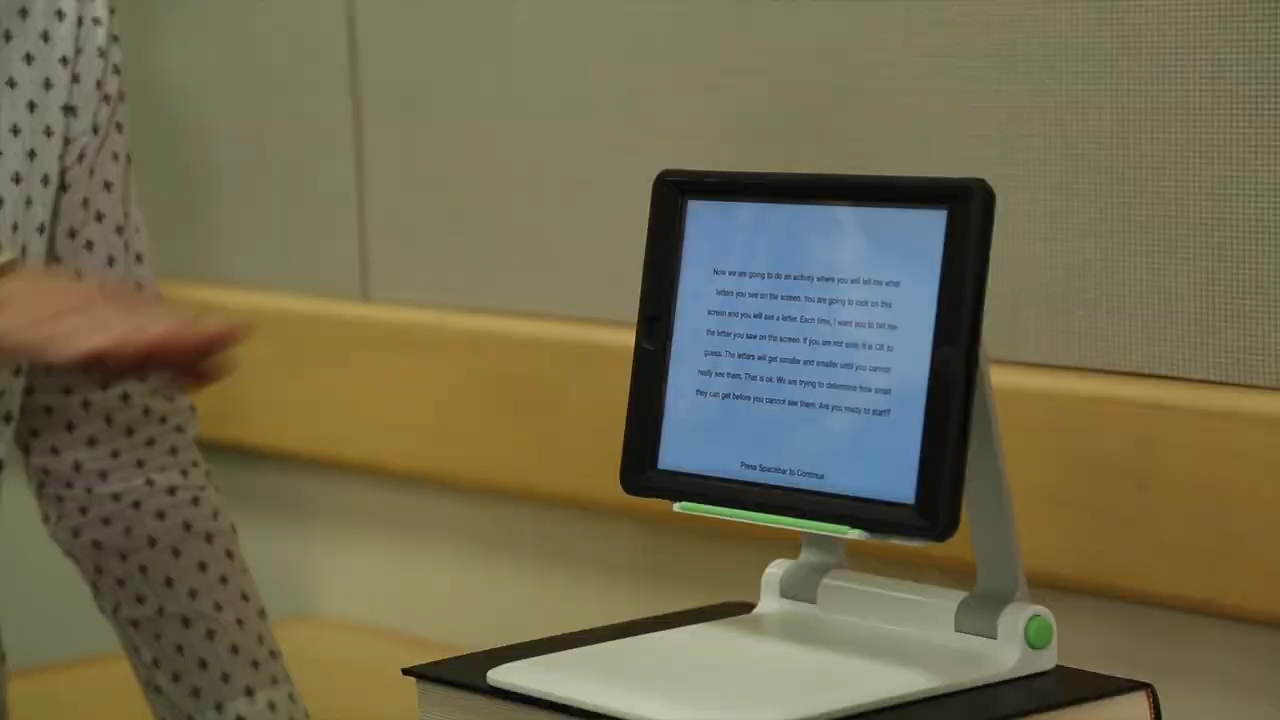 Now we are going to do an activity where you will tell me what
letters you see on the screen. You are going to look on this
screen and you will see a letter. Each time, I want you to tell me
the letter you saw on the screen. If you are not sure, it is OK to
guess. The letters will get smaller and smaller until you cannot
really see them. This is ok. We are trying to determine how small
they can get before you cannot see them. Are you ready to start?
Press Spacebar to Continue